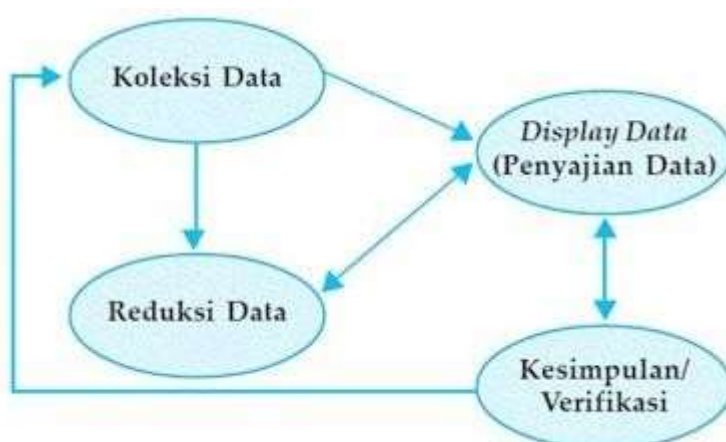 Koleksi Data
Display Data
(Penyajian Data)
Reduksi Data
Kesimpulan/
Verifikasi